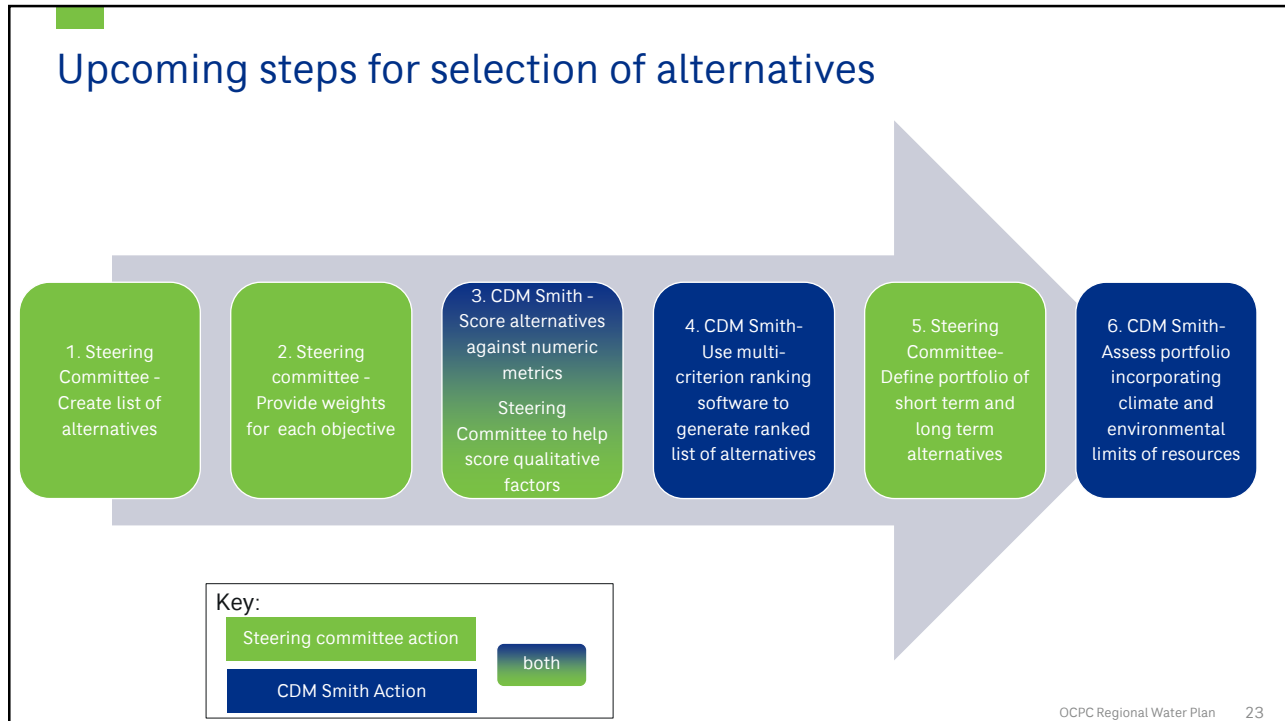 Upcoming steps for selection of alternatives
1. Steering
Committee -
Create list of
alternatives
2. Steering
committee -
Provide weights
for each objective
3. CDM Smith -
Score alternatives
against numeric
metrics
Steering
Committee to help
score qualitative
factors
4. CDM Smith-
Use multi-
criterion ranking
software to
generate ranked
list of alternatives
5. Steering
Committee-
Define portfolio of
short term and
long term
alternatives
6. CDM Smith-
Assess portfolio
incorporating
climate and
environmental
limits of resources
Key:
Steering committee action
both
CDM Smith Action
OCPC Regional Water Plan 23